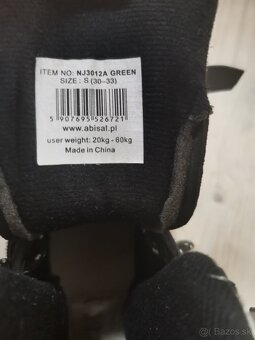 ITEM NO: NJ3012A GREEN
SIZE : S (30-33)
5 907695 526721
www.abisal.pl
user weight: 20kg - 60kg
Made in China
Bazos.sk